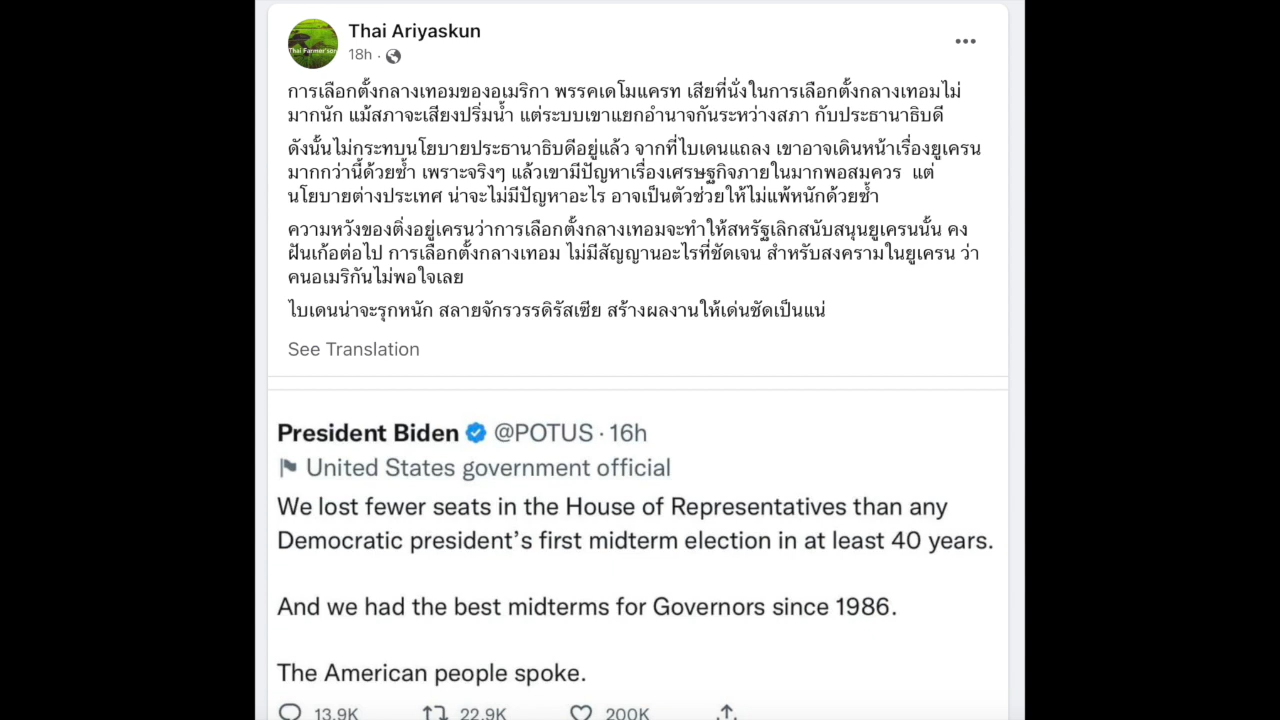 Thai Ariyaskun
Thai Farmer'son
18h ·
การเลือกตั้งกลางเทอมของอเมริกา พรรคเดโมแครท เสียที่นั่งในการเลือกตั้งกลางเทอมไม่
มากนัก แม้สภาจะเสียงปริ่มน้ำ แต่ระบบเขาแยกอำนาจกันระหว่างสภา กับประธานาธิบดี
ดังนั้นไม่กระทบนโยบายประธานาธิบดีอยู่แล้ว จากที่ไบเดนแถลง เขาอาจเดินหน้าเรื่องยูเครน
มากกว่านี้ด้วยซ้ำ เพราะจริงๆ แล้วเขามีปัญหาเรื่องเศรษฐกิจภายในมากพอสมควร แต่
นโยบายต่างประเทศ น่าจะไม่มีปัญหาอะไร อาจเป็นตัวช่วยให้ไม่แพ้หนักด้วยซ้ำ
ความหวังของติ่งอยู่เครนว่าการเลือกตั้งกลางเทอมจะทำให้สหรัฐเลิกสนับสนุนยูเครนนั้น คง
ฝันเก้อต่อไป การเลือกตั้งกลางเทอม ไม่มีสัญญานอะไรที่ชัดเจน สำหรับสงครามในยูเครน ว่า
คนอเมริกันไม่พอใจเลย
ไบเดนน่าจะรุกหนัก สลายจักรวรรดิรัสเซีย สร้างผลงานให้เด่นชัดเป็นแน่
See Translation
President Biden @POTUS · 16h
United States government official
We lost fewer seats in the House of Representatives than any
Democratic president's first midterm election in at least 40 years.
And we had the best midterms for Governors since 1986.
The American people spoke.
13.9K 22.9K 200K